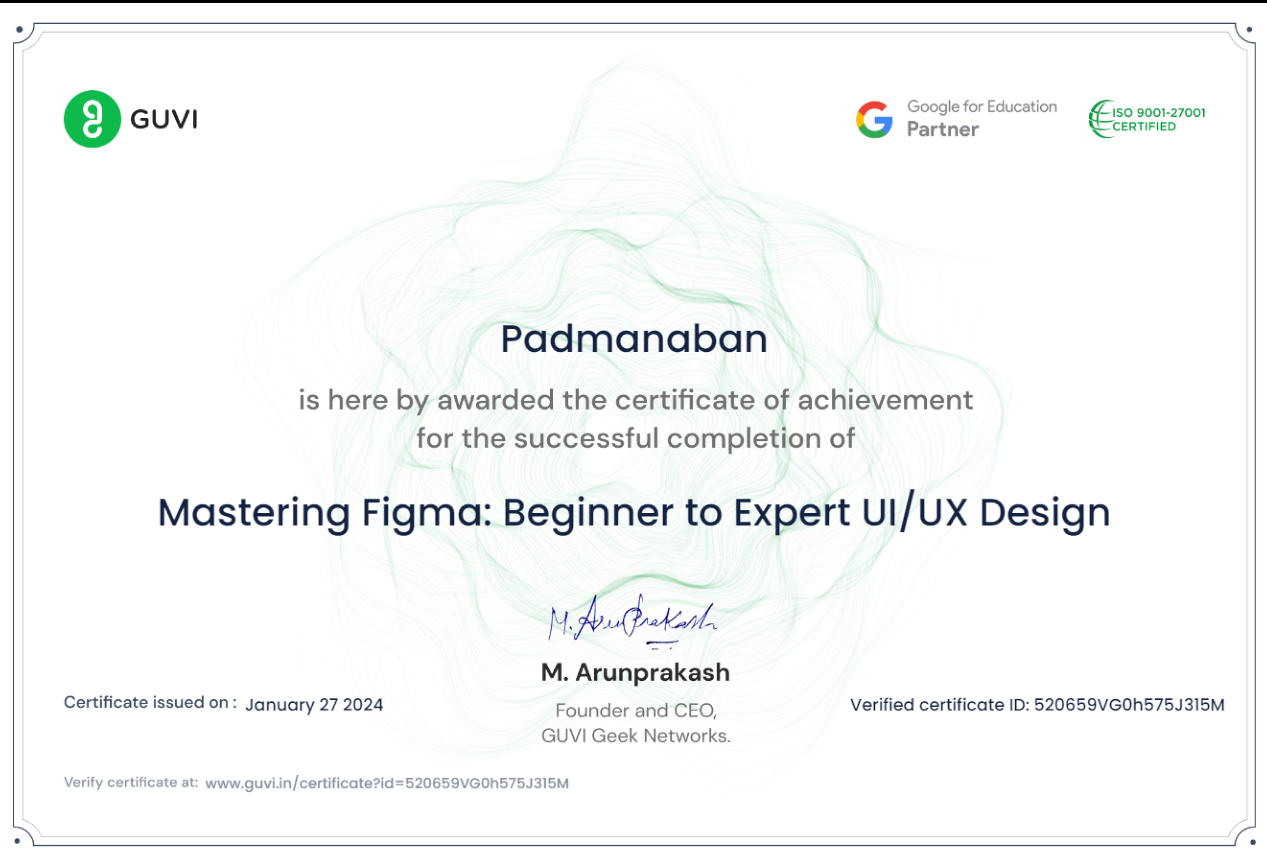 GUVI
Google for Education
Partner
ISO 9001-27001
CERTIFIED
Padmanaban
is here by awarded the certificate of achievement
for the successful completion of
Mastering Figma: Beginner to Expert UI/UX Design
M. Arunprakash
M. Arunprakash
Founder and CEO,
GUVI Geek Networks.
Certificate issued on : January 27 2024
Verified certificate ID: 520659VG0h575J315M
Verify certificate at: www.guvi.in/certificate?id=520659VG0h575J315M